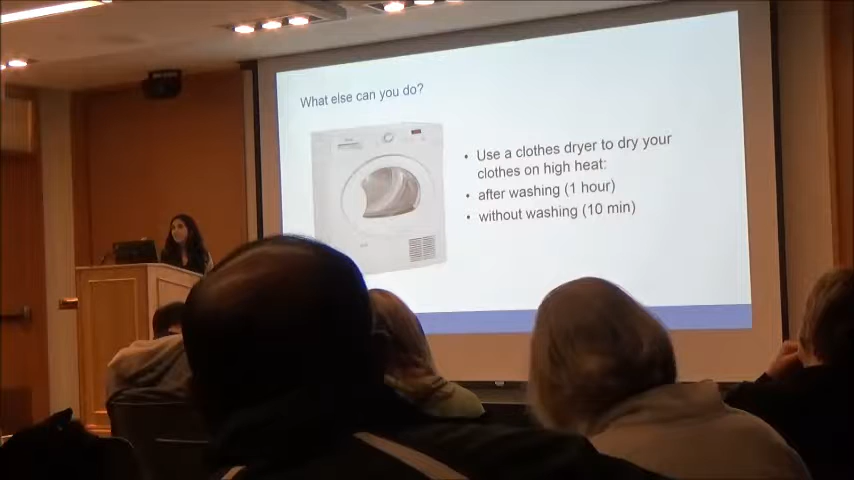 What else can you do?
• Use a clothes dryer to dry your
clothes on high heat:
• after washing (1 hour)
• without washing (10 min)